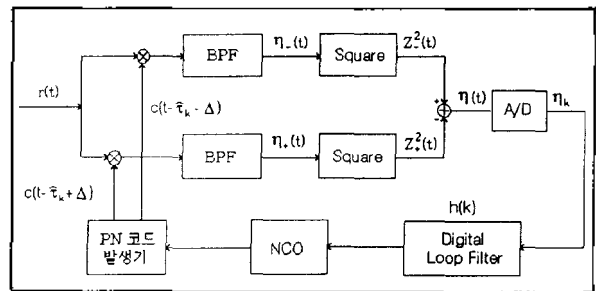 r(t)
BPF
η₋(t)
Square
Z₋²(t)
c(t-τ̂ₖ-Δ)
+
-
η(t)
A/D
ηₖ
BPF
η₊(t)
Square
Z₊²(t)
c(t-τ̂ₖ+Δ)
PN 코드
발생기
NCO
h(k)
Digital
Loop Filter